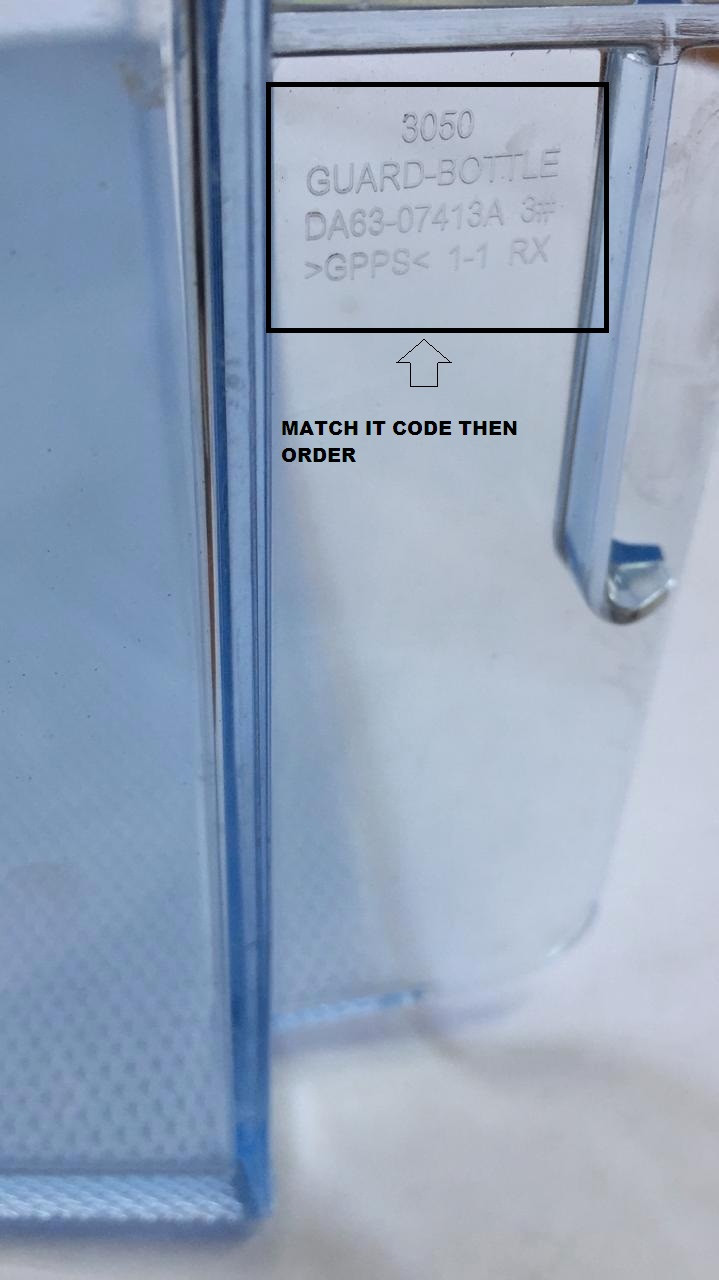 3050
GUARD-BOTTLE
DA63-07413A 3#
>GPPS< 1-1 RX
MATCH IT CODE THEN
ORDER